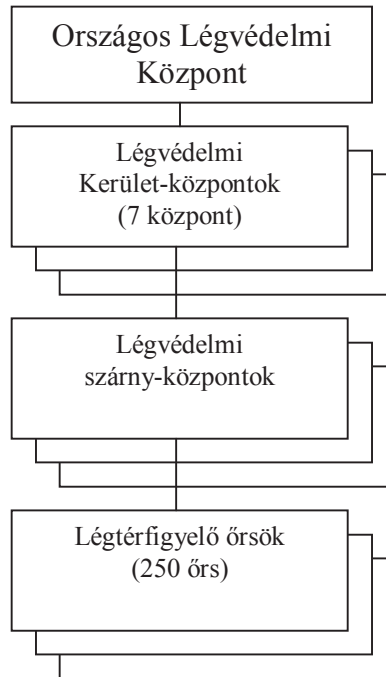 Országos Légvédelmi
Központ
Légvédelmi
Kerület-központok
(7 központ)
Légvédelmi
szárny-központok
Légtérfigyelő őrsök
(250 őrs)